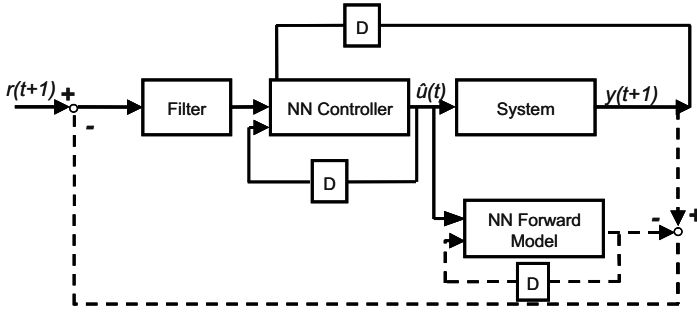 D
r(t+1) +
-
Filter
NN Controller
û(t)
System
y(t+1)
D
NN Forward
Model
-
+
D